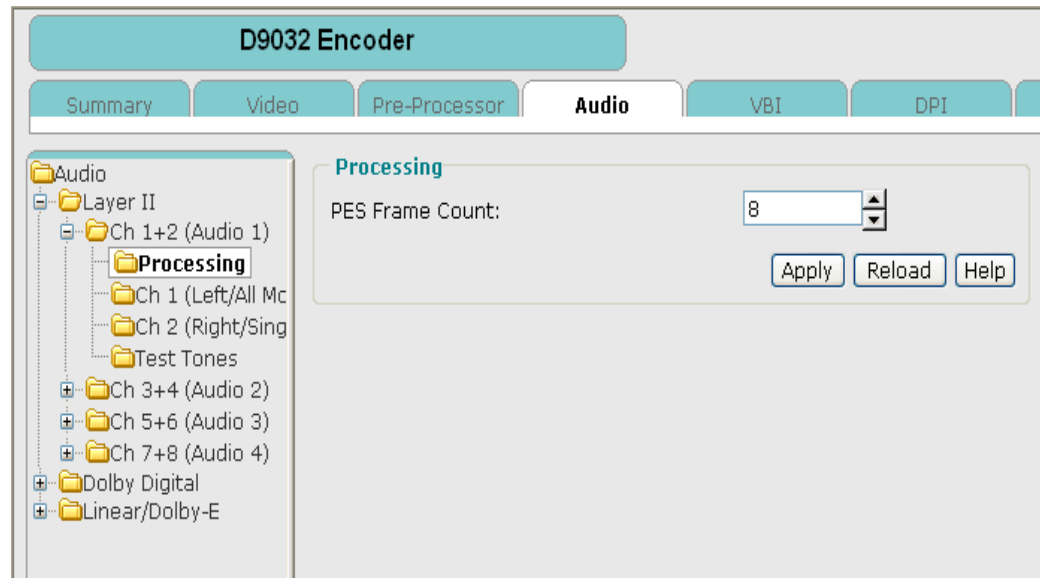 D9032 Encoder
Summary Video Pre-Processor Audio VBI DPI
Audio
Layer II
Ch 1+2 (Audio 1)
Processing
Ch 1 (Left/All Mc
Ch 2 (Right/Sing
Test Tones
Ch 3+4 (Audio 2)
Ch 5+6 (Audio 3)
Ch 7+8 (Audio 4)
Dolby Digital
Linear/Dolby-E
Processing
PES Frame Count: 8
Apply Reload Help